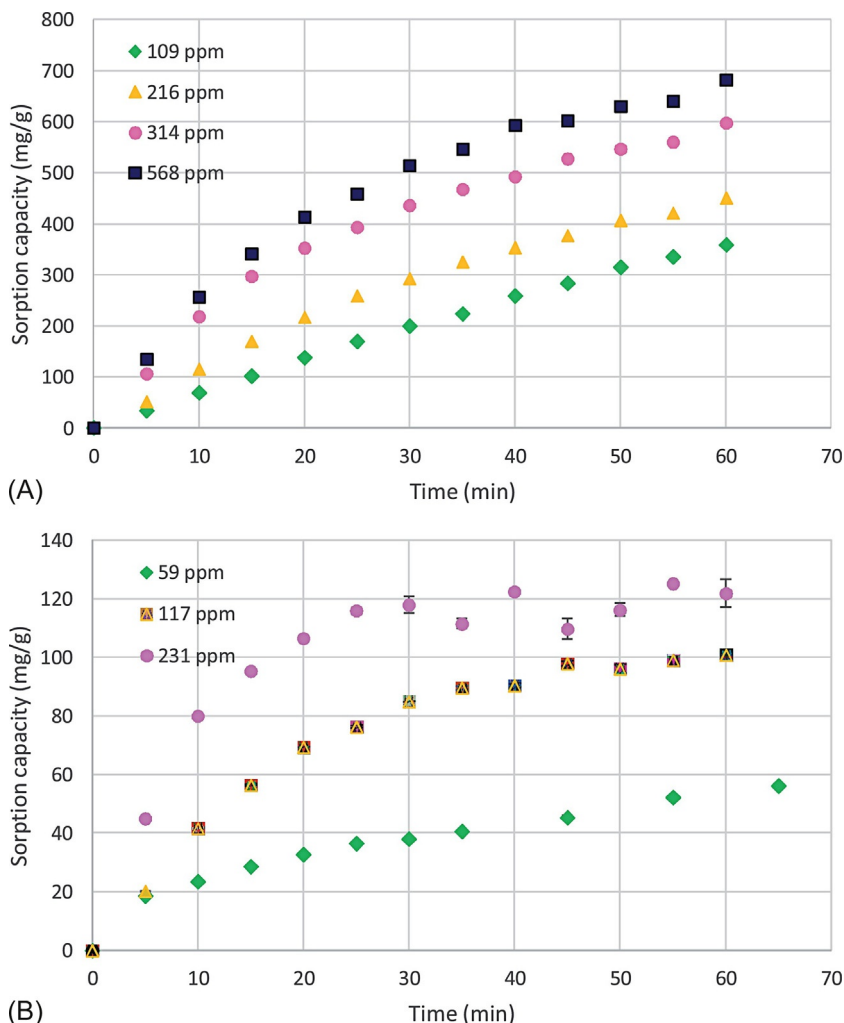 800
700
600
500
400
300
200
100
0
Sorption capacity (mg/g)
109 ppm
216 ppm
314 ppm
568 ppm
0 10 20 30 40 50 60 70
Time (min)
(A)
140
120
100
80
60
40
20
0
Sorption capacity (mg/g)
59 ppm
117 ppm
231 ppm
0 10 20 30 40 50 60 70
Time (min)
(B)